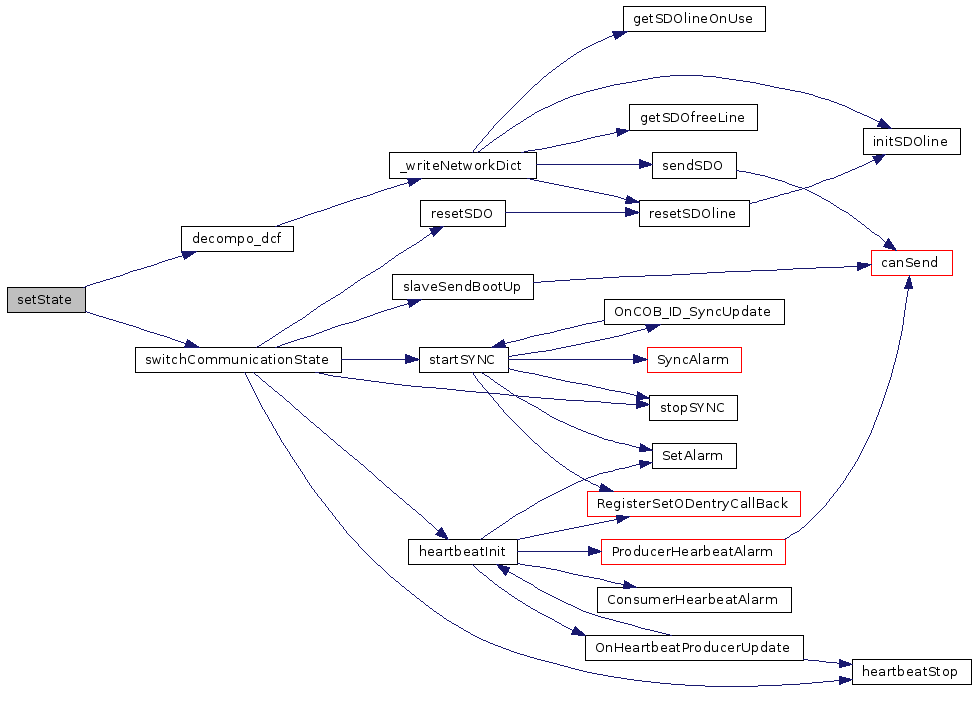 getSDOlineOnUse
getSDOfreeLine
initSDOline
_writeNetworkDict
sendSDO
resetSDO
resetSDOline
decompo_dcf
canSend
slaveSendBootUp
setState
OnCOB_ID_SyncUpdate
switchCommunicationState
startSYNC
SyncAlarm
stopSYNC
SetAlarm
RegisterSetODentryCallBack
heartbeatInit
ProducerHearbeatAlarm
ConsumerHearbeatAlarm
OnHeartbeatProducerUpdate
heartbeatStop